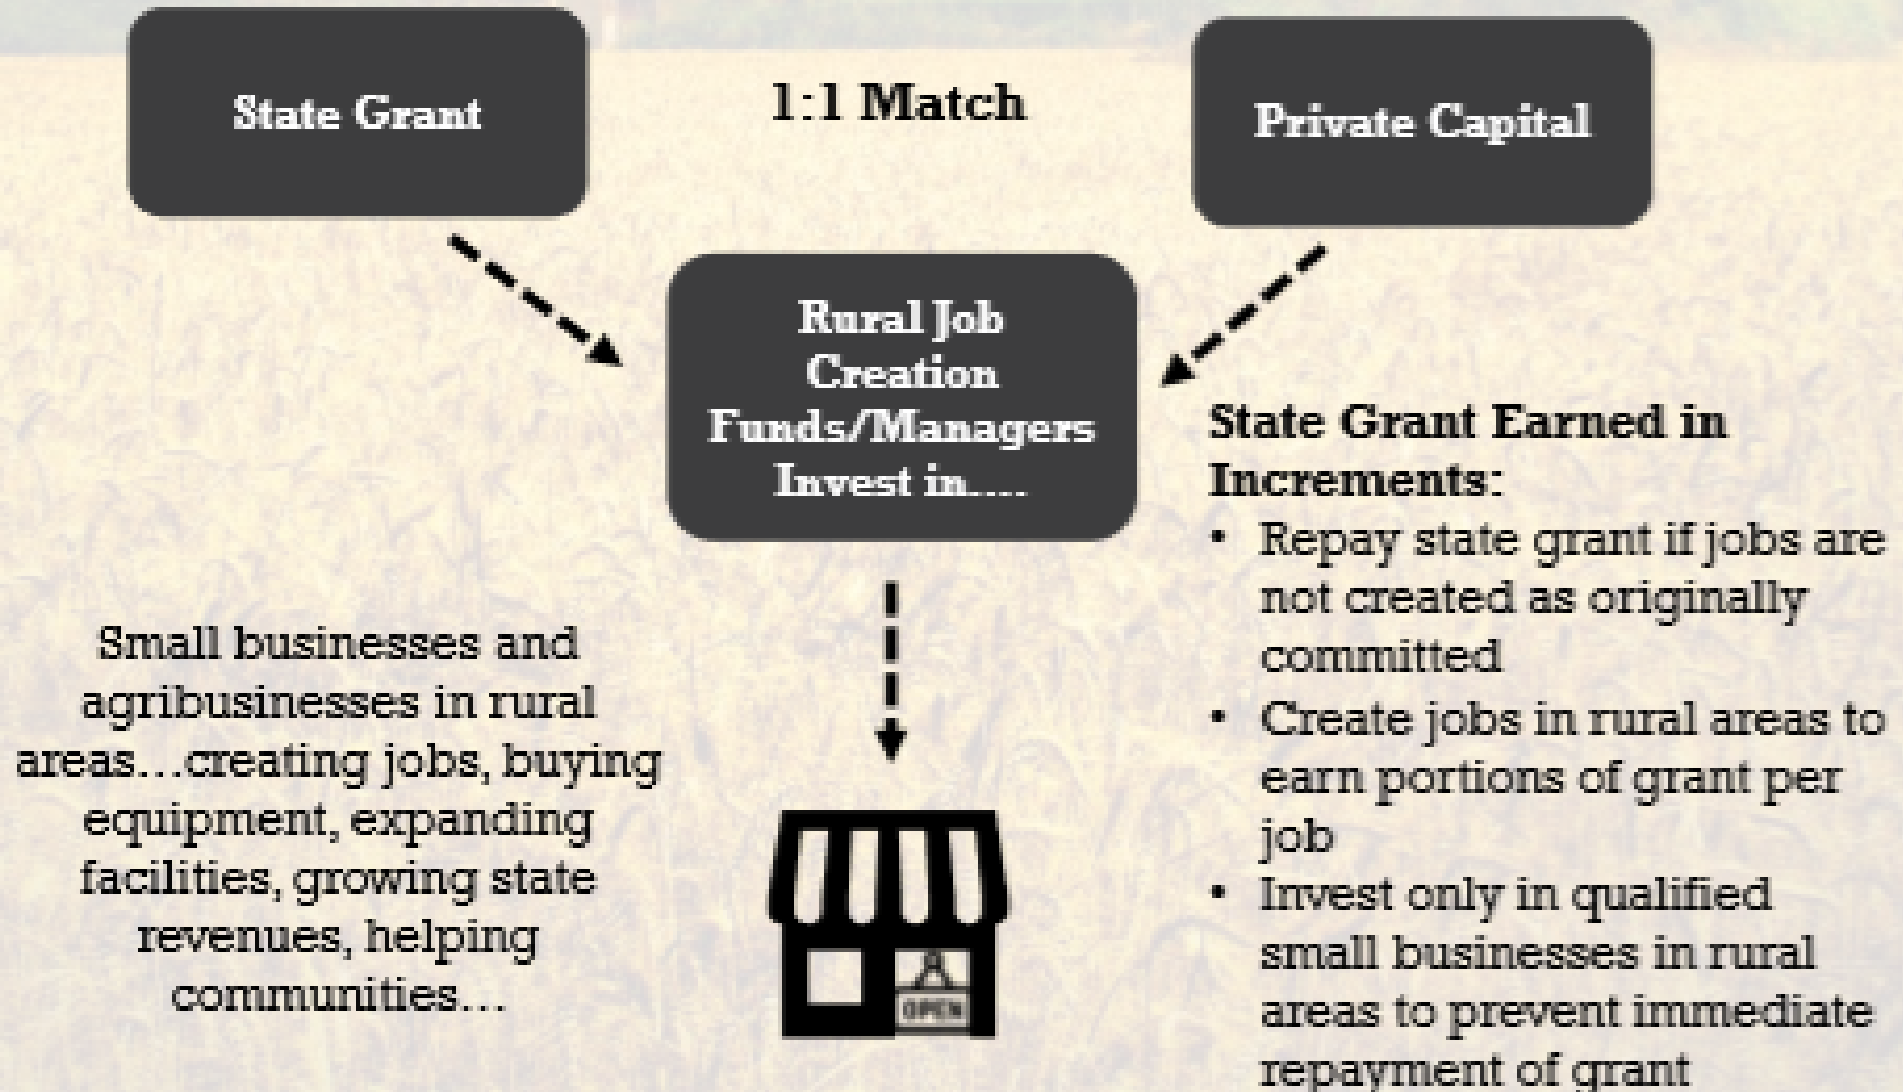 State Grant
1:1 Match
Private Capital
Rural Job
Creation
Funds/Managers
Invest in....
Small businesses and
agribusinesses in rural
areas...creating jobs, buying
equipment, expanding
facilities, growing state
revenues, helping
communities...
OPEN
State Grant Earned in
Increments:
• Repay state grant if jobs are
not created as originally
committed
• Create jobs in rural areas to
earn portions of grant per
job
• Invest only in qualified
small businesses in rural
areas to prevent immediate
repayment of grant